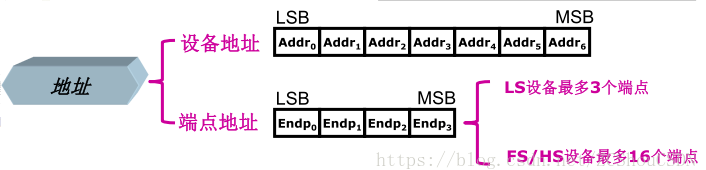 LSB MSB
设备地址 Addr0 Addr1 Addr2 Addr3 Addr4 Addr5 Addr6
地址
LSB MSB
端点地址 Endp0 Endp1 Endp2 Endp3
LS设备最多3个端点
FS/HS设备最多16个端点